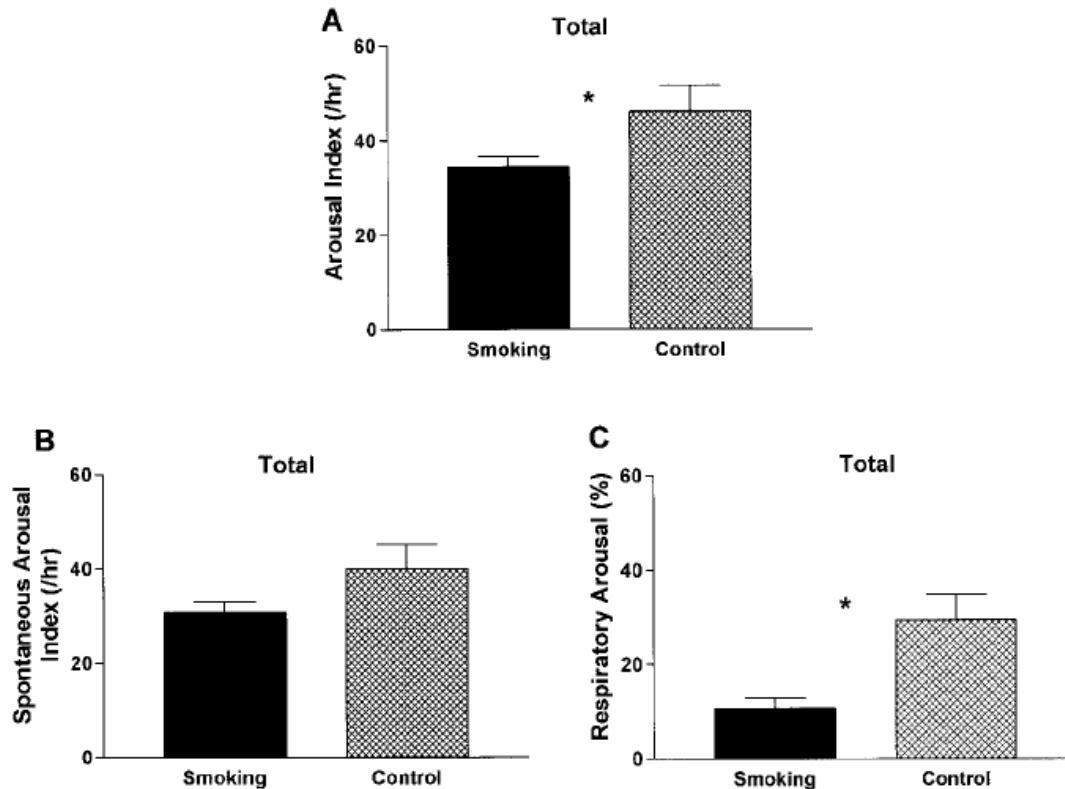 A
Total
60
40
20
0
Arousal Index (/hr)
*
Smoking Control
B
Total
60
40
20
0
Spontaneous Arousal
Index (/hr)
Smoking Control
C
Total
60
40
20
0
Respiratory Arousal (%)
*
Smoking Control